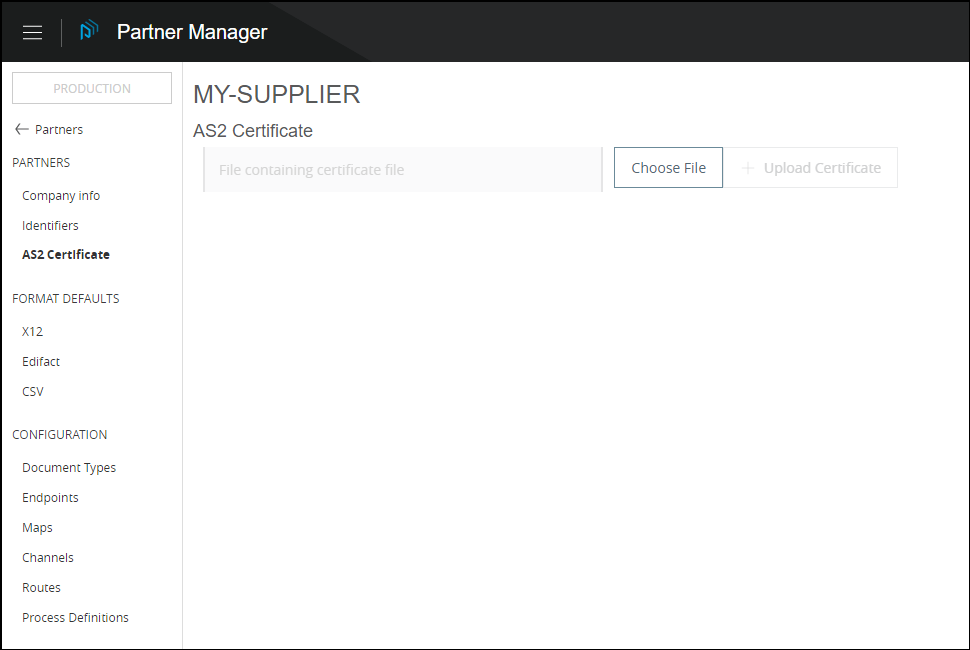 Partner Manager
PRODUCTION
Partners
PARTNERS
Company info
Identifiers
AS2 Certificate
FORMAT DEFAULTS
X12
Edifact
CSV
CONFIGURATION
Document Types
Endpoints
Maps
Channels
Routes
Process Definitions
MY-SUPPLIER
AS2 Certificate
File containing certificate file
Choose File
Upload Certificate